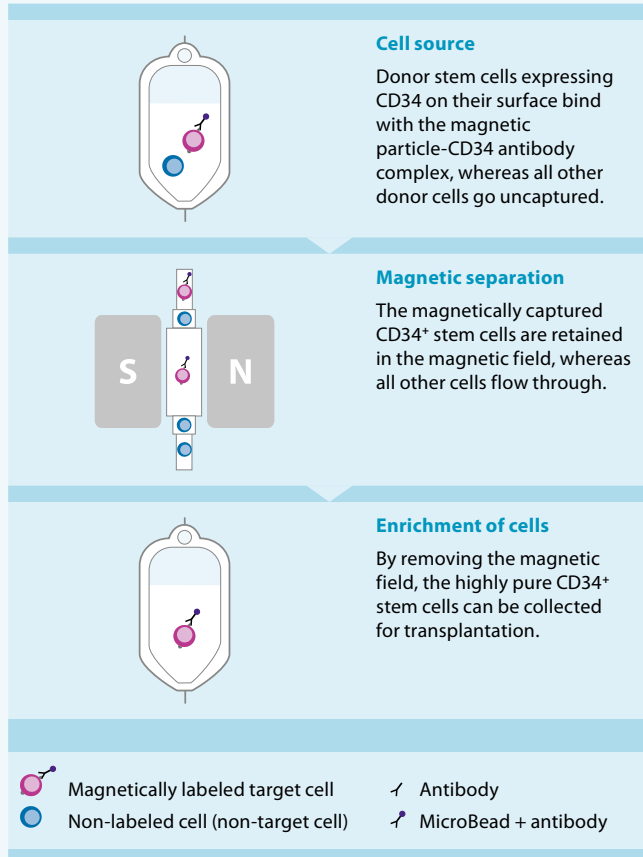 Cell source
Donor stem cells expressing
CD34 on their surface bind
with the magnetic
particle-CD34 antibody
complex, whereas all other
donor cells go uncaptured.
Magnetic separation
The magnetically captured
CD34⁺ stem cells are retained
in the magnetic field, whereas
all other cells flow through.
S N
Enrichment of cells
By removing the magnetic
field, the highly pure CD34⁺
stem cells can be collected
for transplantation.
Magnetically labeled target cell
Non-labeled cell (non-target cell)
Antibody
MicroBead + antibody